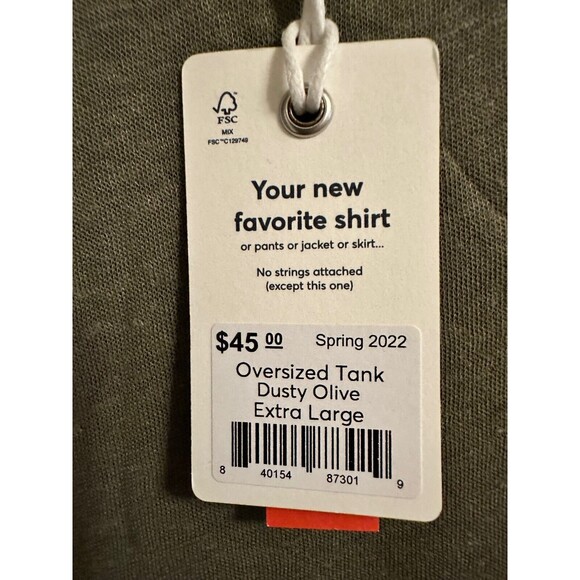 FSC
MIX
FSC™C129749
Your new
favorite shirt
or pants or jacket or skirt...
No strings attached
(except this one)
$45 00 Spring 2022
Oversized Tank
Dusty Olive
Extra Large
8 40154 87301 9